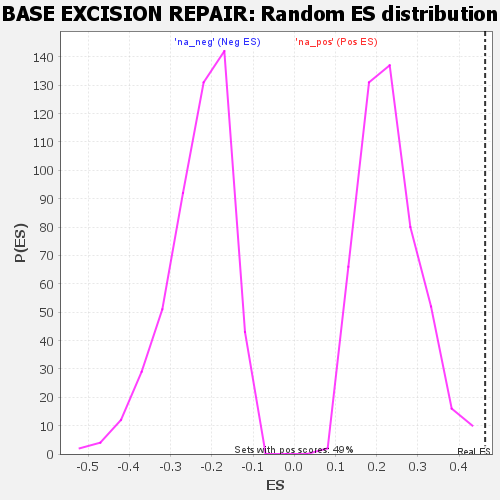 BASE EXCISION REPAIR: Random ES distribution
'na_neg' (Neg ES)
'na_pos' (Pos ES)
140
130
120
110
100
90
80
70
60
50
40
30
20
10
0
P(ES)
Sets with pos scores: 49%
Real ES
-0.5 -0.4 -0.3 -0.2 -0.1 0.0 0.1 0.2 0.3 0.4
ES